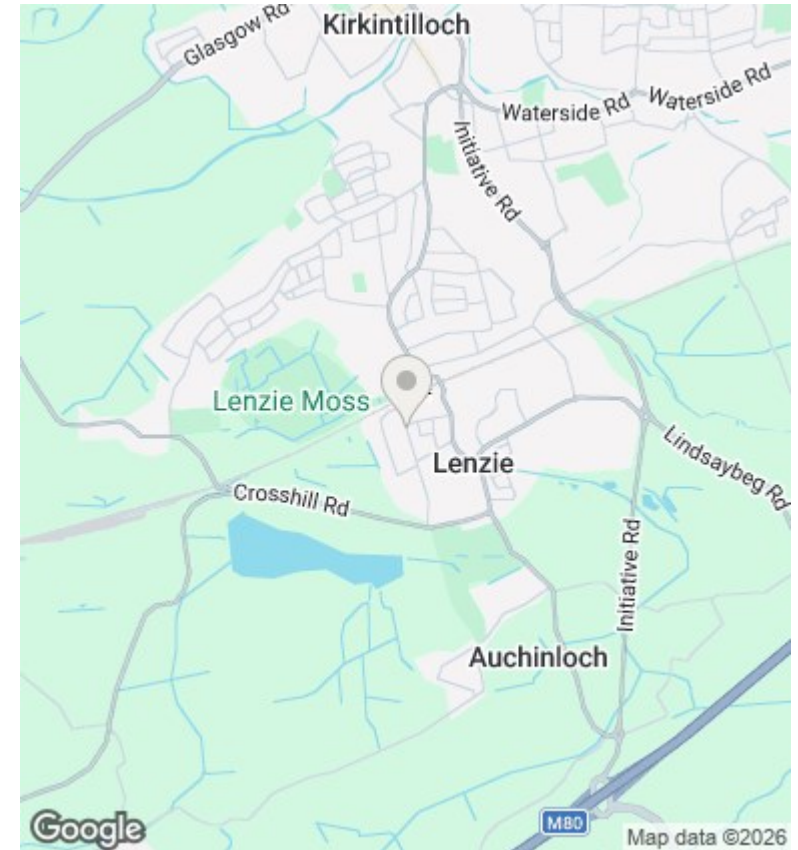 Kirkintilloch
Glasgow Rd
Waterside Rd
Waterside Rd
Initiative Rd
Lenzie Moss
Lenzie
Lindsaybeg Rd
Crosshill Rd
Initiative Rd
Auchinloch
M80
Google
Map data ©2026